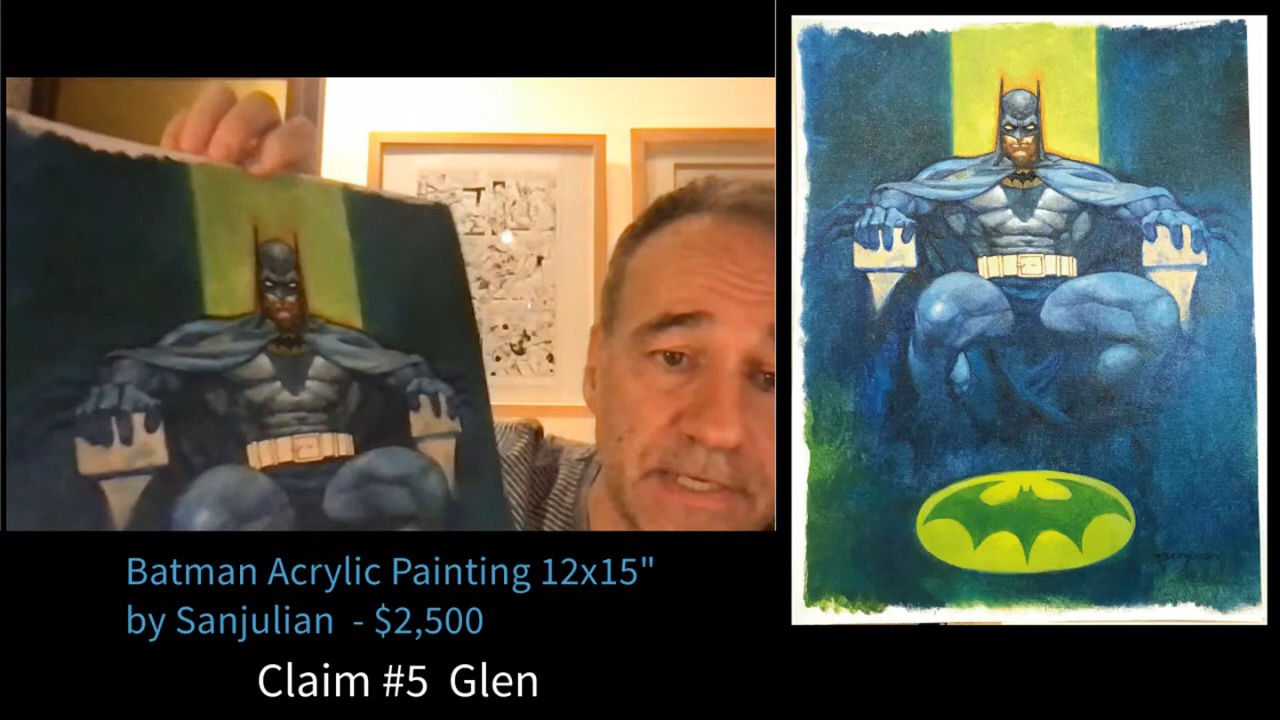 Batman Acrylic Painting 12x15"
by Sanjulian - $2,500
Claim #5 Glen